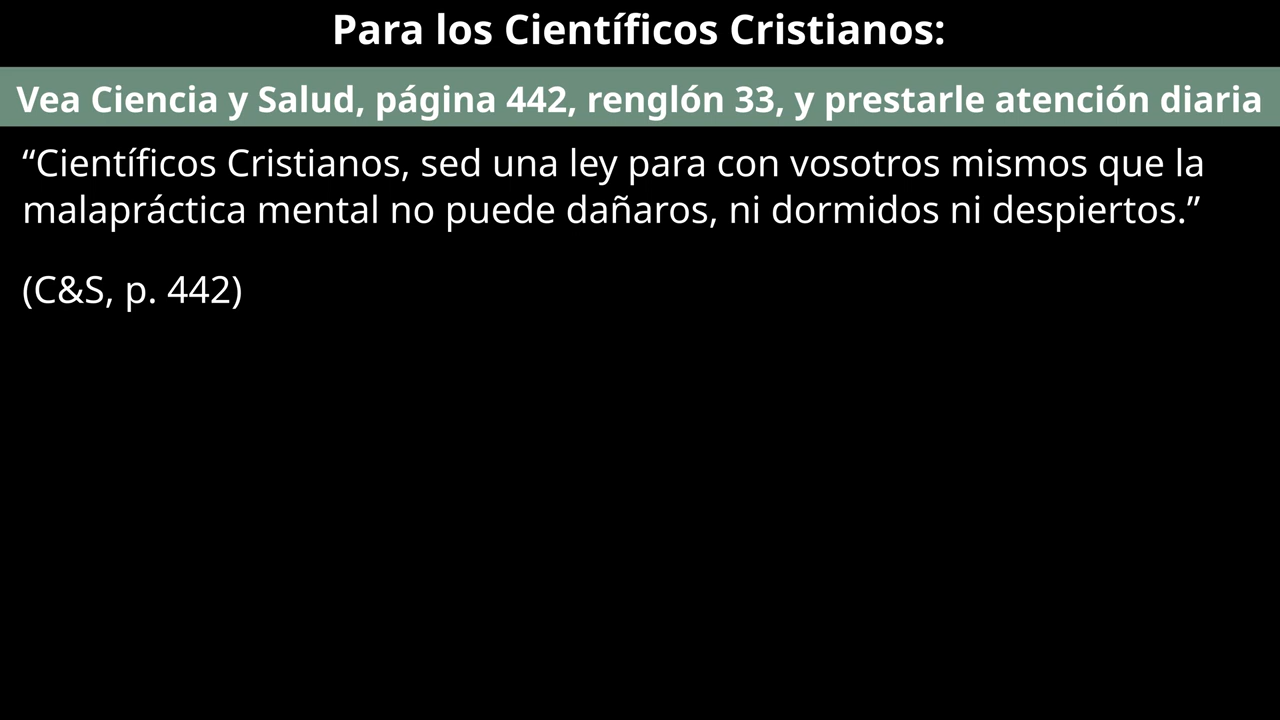 Para los Científicos Cristianos:
Vea Ciencia y Salud, página 442, renglón 33, y prestarle atención diaria
“Científicos Cristianos, sed una ley para con vosotros mismos que la
malapráctica mental no puede dañaros, ni dormidos ni despiertos.”
(C&S, p. 442)